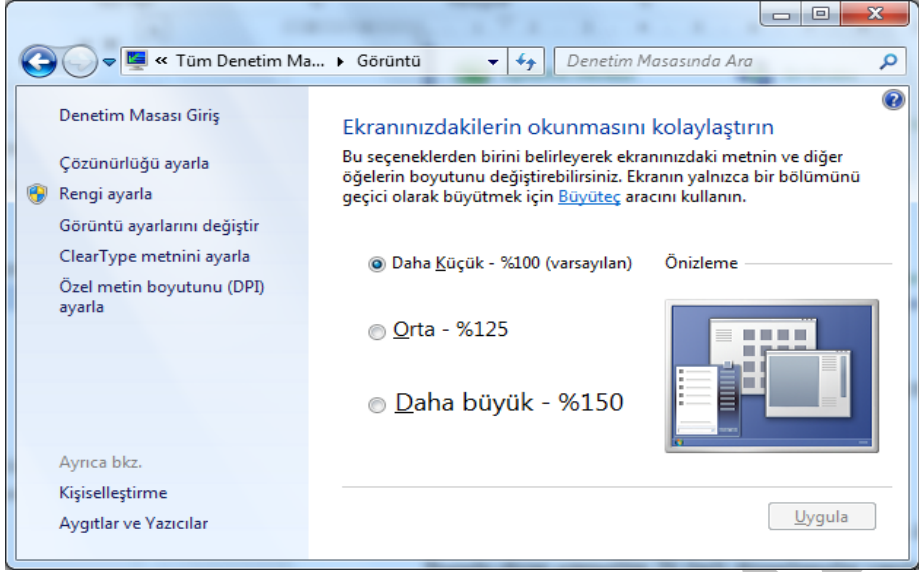 « Tüm Denetim Ma... ▸ Görüntü
Denetim Masasında Ara
Denetim Masası Giriş
Çözünürlüğü ayarla
Rengi ayarla
Görüntü ayarlarını değiştir
ClearType metnini ayarla
Özel metin boyutunu (DPI)
ayarla
Ayrıca bkz.
Kişiselleştirme
Aygıtlar ve Yazıcılar
Ekranınızdakilerin okunmasını kolaylaştırın
Bu seçeneklerden birini belirleyerek ekranınızdaki metnin ve diğer
öğelerin boyutunu değiştirebilirsiniz. Ekranın yalnızca bir bölümünü
geçici olarak büyütmek için Büyüteç aracını kullanın.
Daha Küçük - %100 (varsayılan)
Önizleme
Orta - %125
Daha büyük - %150
Uygula